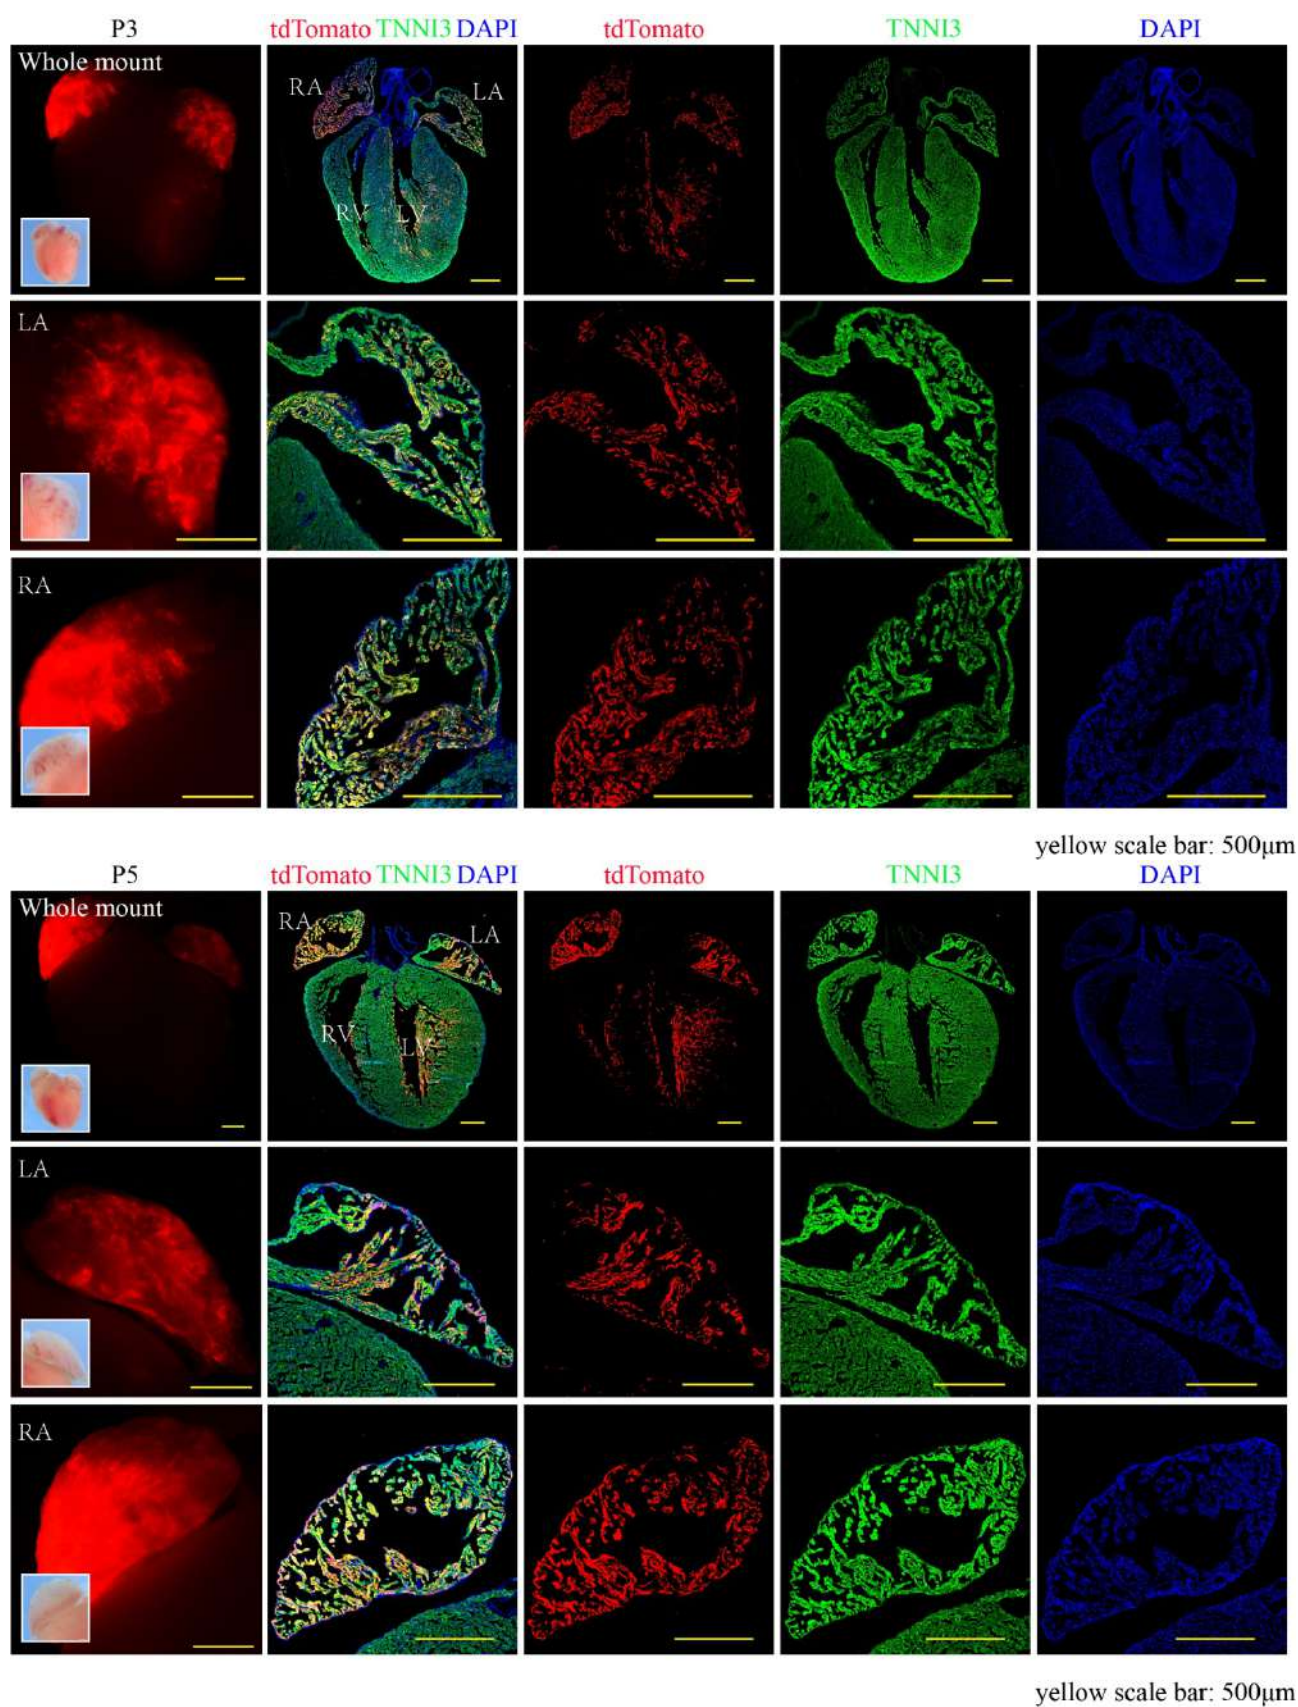 P3 tdTomato TNNI3 DAPI tdTomato TNNI3 DAPI
Whole mount
RA LA
RV LV
LA
RA
yellow scale bar: 500μm
P5 tdTomato TNNI3 DAPI tdTomato TNNI3 DAPI
Whole mount
RA LA
RV LV
LA
RA
yellow scale bar: 500μm